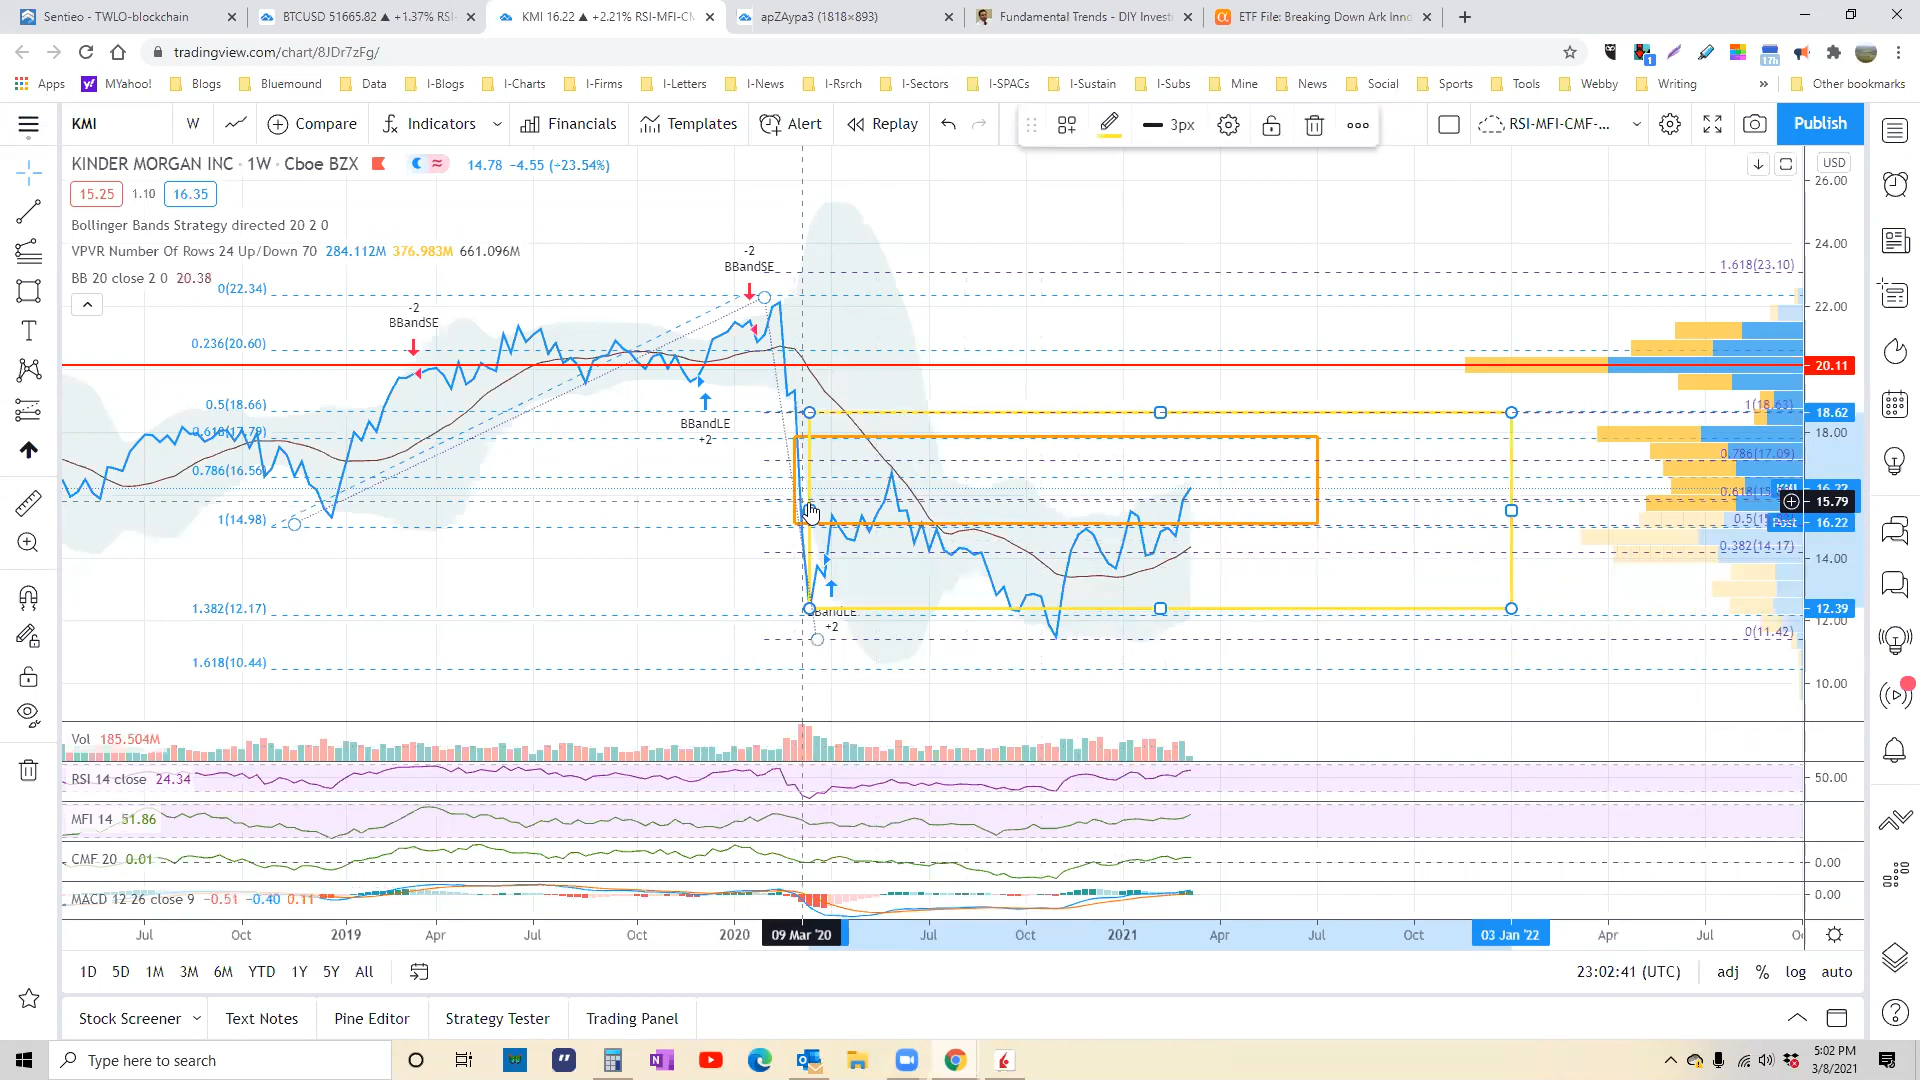 Sentieo - TWLO-blockchain
BTCUSD 51665.82 ▲ +1.37% RSI-
KMI 16.22 ▲ +2.21% RSI-MFI-CM
apZAypa3 (1818×893)
Fundamental Trends - DIY Investi
ETF File: Breaking Down Ark Inno
tradingview.com/chart/8JDr7zFg/
1
17h
Apps
MYahoo!
Blogs
Bluemound
Data
I-Blogs
I-Charts
I-Firms
I-Letters
I-News
I-Rsrch
I-Sectors
I-SPACs
I-Sustain
I-Subs
Mine
News
Social
Sports
Tools
Webby
Writing
»
Other bookmarks
KMI
W
Compare
Indicators
Financials
Templates
Alert
Replay
3px
RSI-MFI-CMF-...
Publish
KINDER MORGAN INC · 1W · Cboe BZX
14.78 −4.55 (−23.54%)
USD
15.25
1.10
16.35
Bollinger Bands Strategy directed 20 2 0
VPVR Number Of Rows 24 Up/Down 70 284.112M 376.983M 661.096M
BB 20 close 2 0 20.38
0(22.34)
0.236(20.60)
0.5(18.66)
0.618(17.79)
0.786(16.56)
1(14.98)
1.382(12.17)
1.618(10.44)
-2
BBandSE
-2
BBandSE
BBandLE
+2
BandLE
+2
1.618(23.10)
1(18.63)
0.786(17.09)
0.5(15
0.382(14.17)
0(11.42)
26.00
24.00
22.00
20.11
18.62
18.00
15.79
16.22
14.00
12.39
12.00
10.00
Vol 185.504M
RSI 14 close 24.34
50.00
MFI 14 51.86
CMF 20 0.01
0.00
MACD 12 26 close 9 −0.51 −0.40 0.11
0.00
Jul
Oct
2019
Apr
Jul
Oct
2020
09 Mar '20
Jul
Oct
2021
Apr
Jul
Oct
03 Jan '22
Apr
Jul
1D
5D
1M
3M
6M
YTD
1Y
5Y
All
23:02:41 (UTC)
adj
%
log
auto
Stock Screener
Text Notes
Pine Editor
Strategy Tester
Trading Panel
Type here to search
5:02 PM
3/8/2021